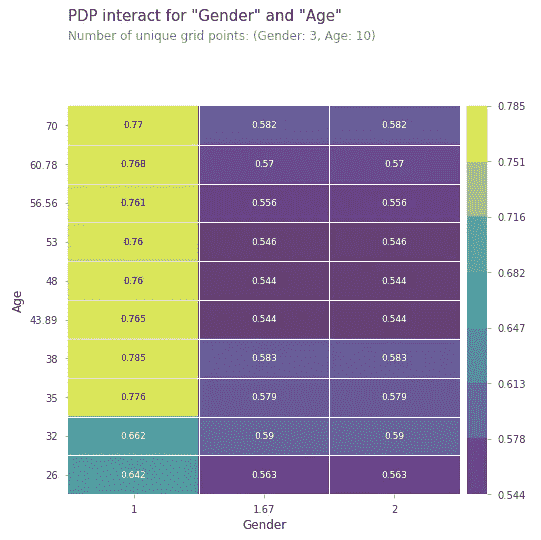 PDP interact for "Gender" and "Age"
Number of unique grid points: (Gender: 3, Age: 10)
70 0.77 0.582 0.582
60.78 0.768 0.57 0.57
56.56 0.761 0.556 0.556
53 0.76 0.546 0.546
48 0.76 0.544 0.544
43.89 0.765 0.544 0.544
38 0.785 0.583 0.583
35 0.776 0.579 0.579
32 0.662 0.59 0.59
26 0.642 0.563 0.563
Age
1 1.67 2
Gender
0.785
0.751
0.716
0.682
0.647
0.613
0.578
0.544